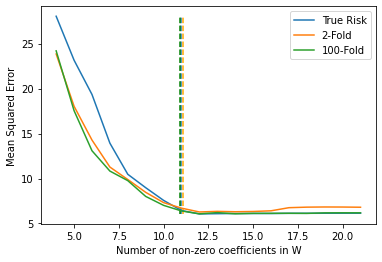 True Risk
2-Fold
100-Fold
Mean Squared Error
25
20
15
10
5
5.0 7.5 10.0 12.5 15.0 17.5 20.0
Number of non-zero coefficients in W